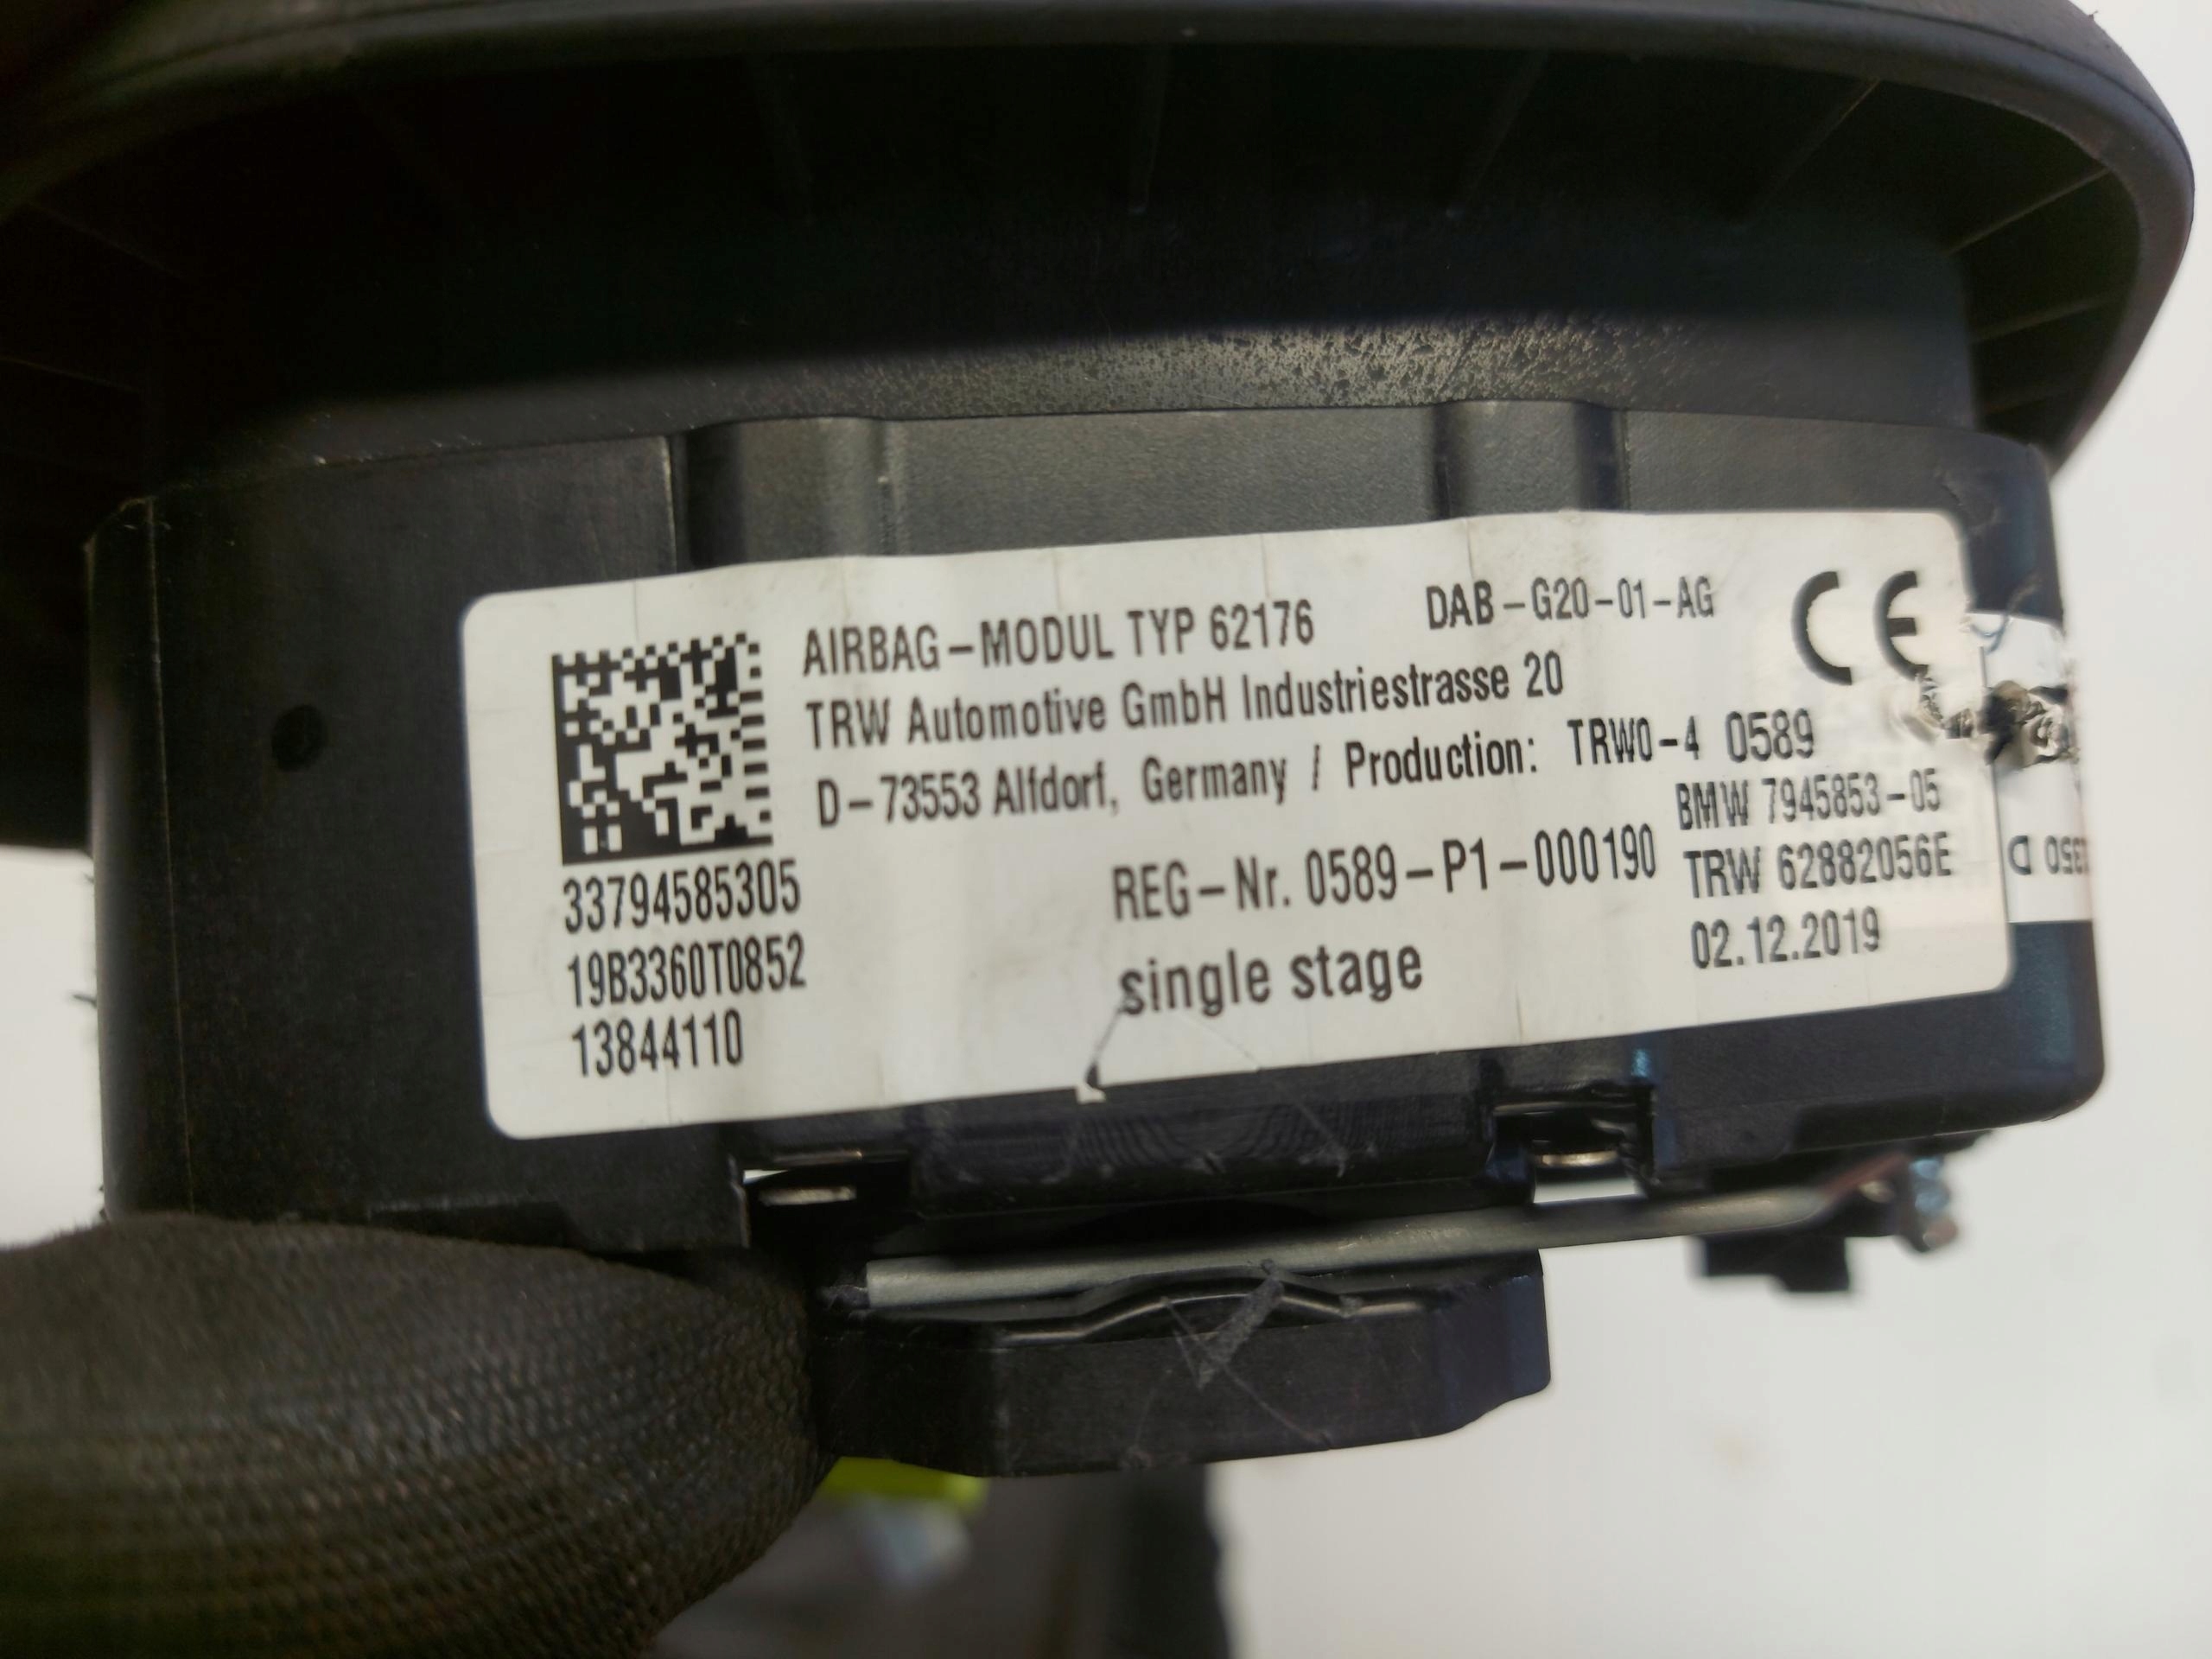 AIRBAG-MODUL TYP 62176 DAB-G20-01-AG CE
TRW Automotive GmbH Industriestrasse 20
D-73553 Alfdorf, Germany / Production: TRW0-4 0589
BMW 7945853-05
REG-Nr. 0589-P1-000190 TRW 62882056E
single stage 02.12.2019
33794585305
19B3360T0852
13844110